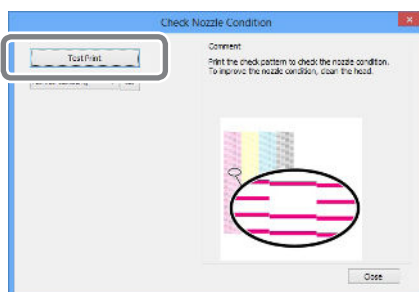 Check Nozzle Condition
Test Print
Comment
Print the check pattern to check the nozzle condition.
To improve the nozzle condition, clean the head.
Close